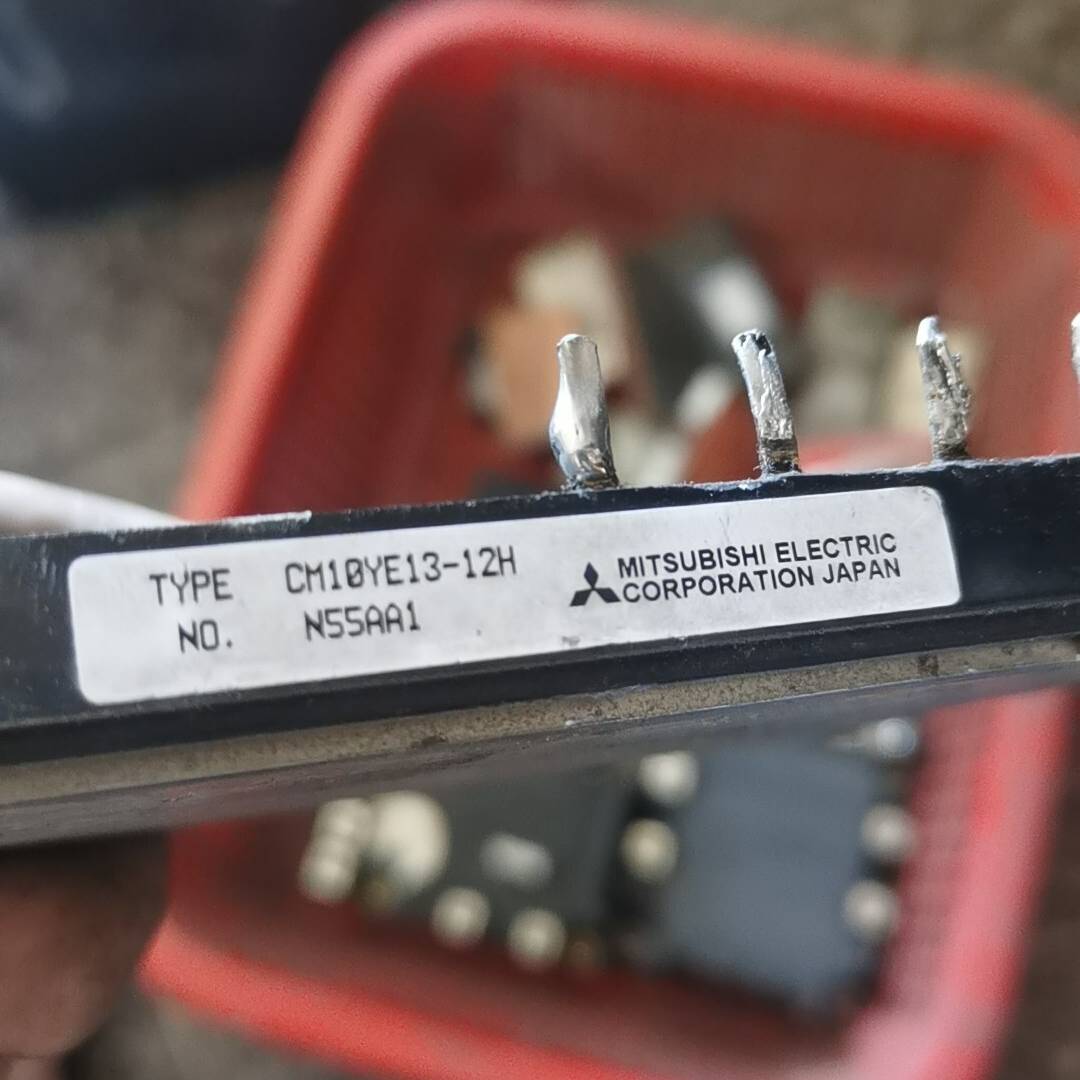 TYPE CM10YE13-12H
NO. N55AA1
MITSUBISHI ELECTRIC
CORPORATION JAPAN